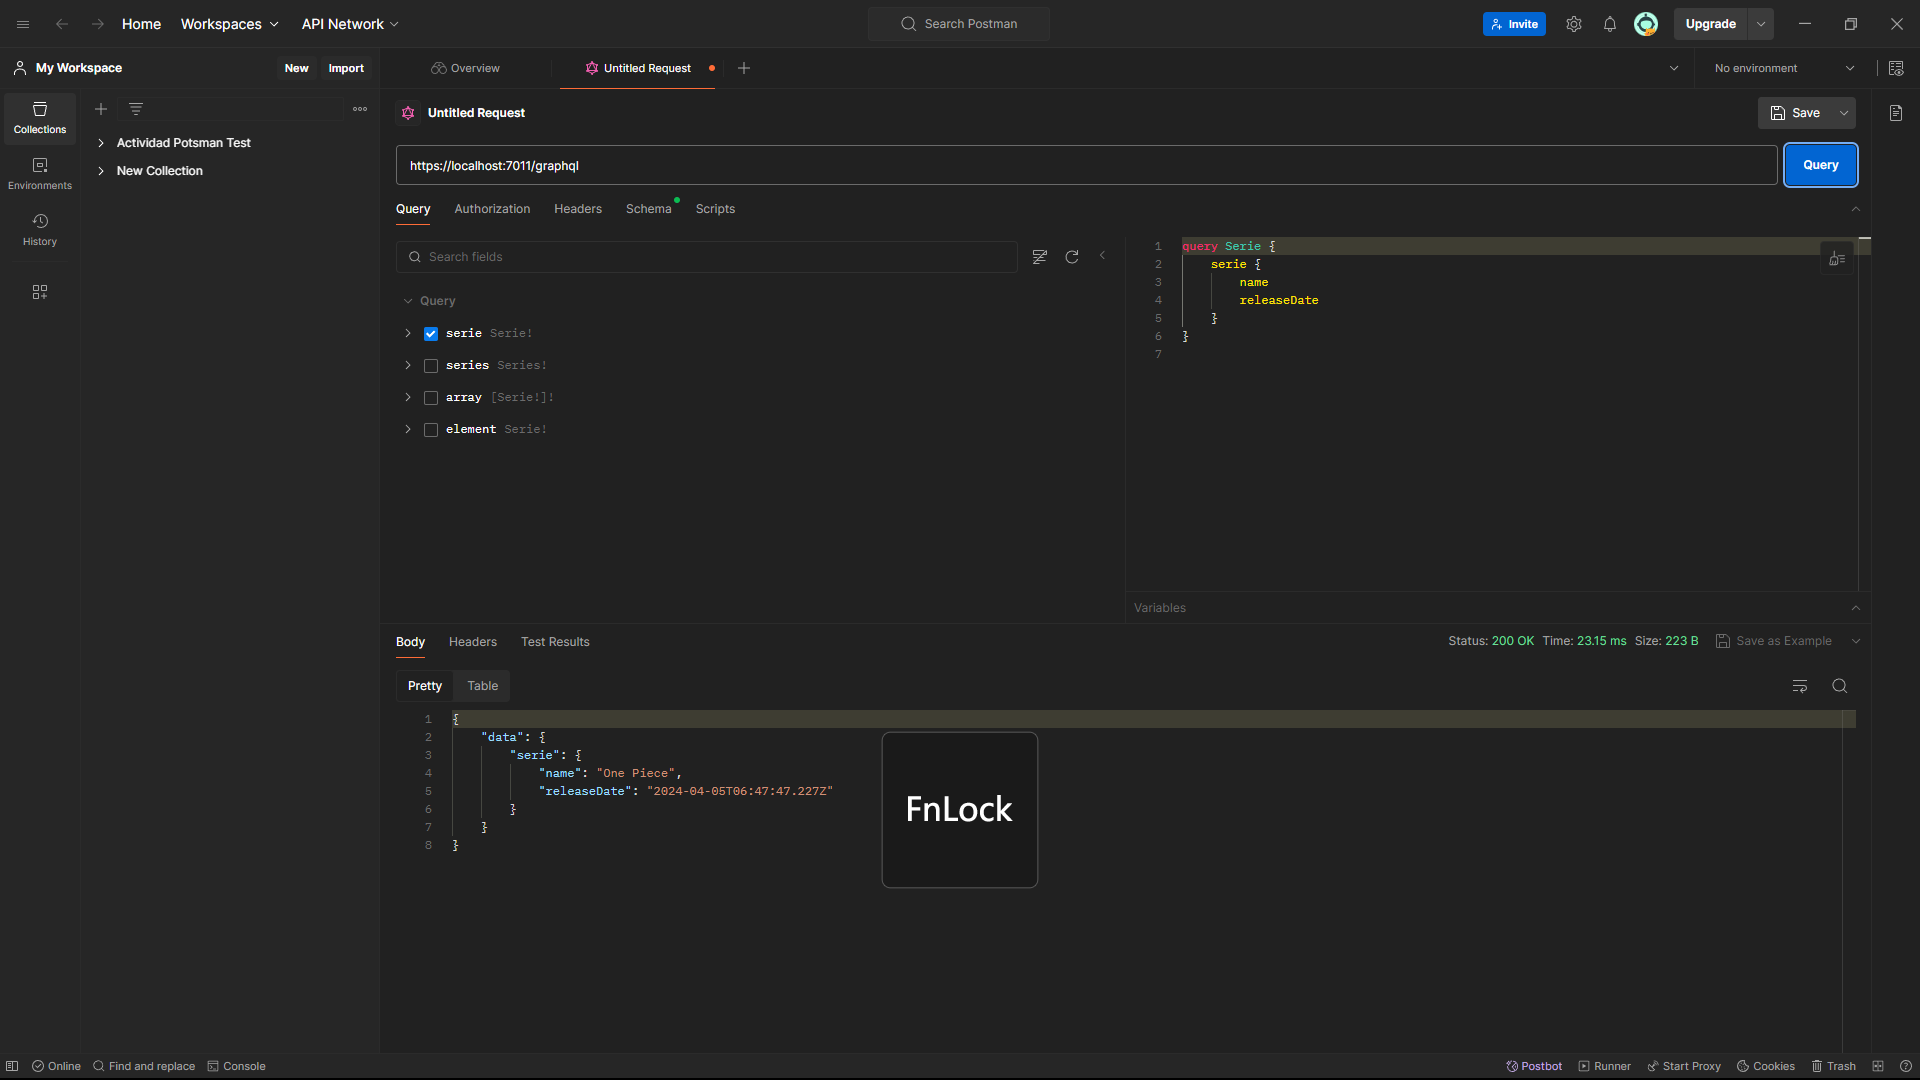 Home Workspaces API Network Search Postman Invite Upgrade
My Workspace New Import Overview Untitled Request No environment
Collections
Environments
History
Actividad Potsman Test
New Collection
Untitled Request Save
https://localhost:7011/graphql Query
Query Authorization Headers Schema Scripts
Search fields
Query
serie Serie!
series Series!
array [Serie!]!
element Serie!
1 query Serie {
2 serie {
3 name
4 releaseDate
5 }
6 }
7
Variables
Body Headers Test Results Status: 200 OK Time: 23.15 ms Size: 223 B Save as Example
Pretty Table
1 {
2 "data": {
3 "serie": {
4 "name": "One Piece",
5 "releaseDate": "2024-04-05T06:47:47.227Z"
6 }
7 }
8 }
FnLock
Online Find and replace Console Postbot Runner Start Proxy Cookies Trash